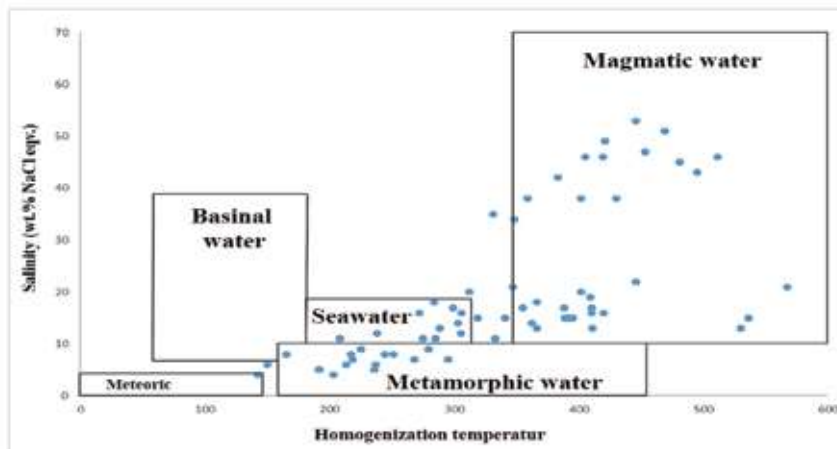 70
60
50
40
30
20
10
0
Salinity (wt.% NaCl eqv.)
Magmatic water
Basinal
water
Seawater
Meteoric
Metamorphic water
0 100 200 300 400 500 600
Homogenization temperatur